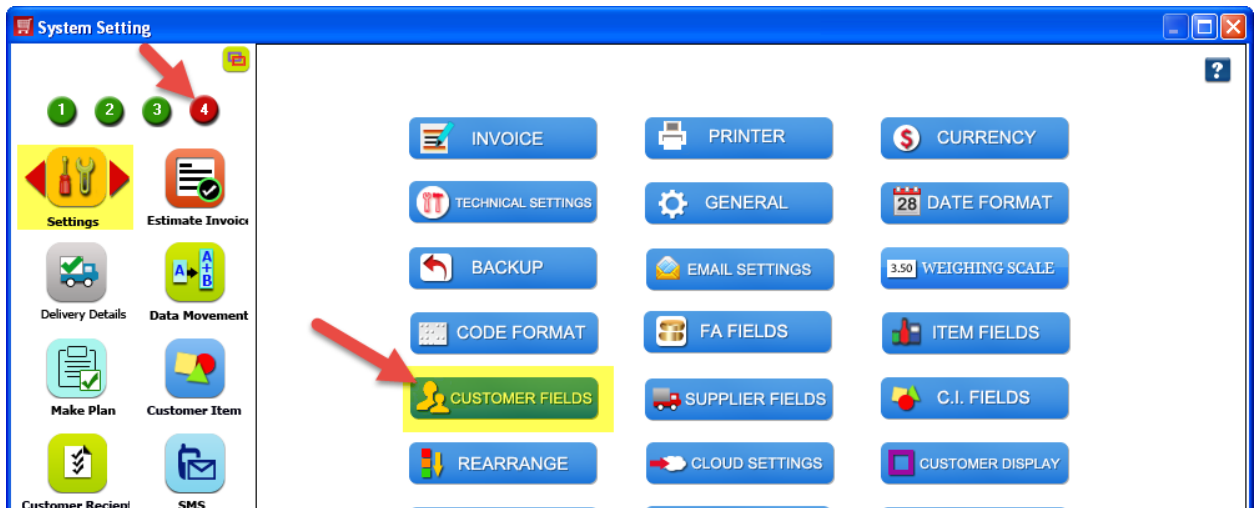 System Setting
?
1 2 3 4
Settings
Estimate Invoice
Delivery Details
A A+B
Data Movement
Make Plan
Customer Item
Customer Recient
SMS
INVOICE
PRINTER
$ CURRENCY
TECHNICAL SETTINGS
GENERAL
28 DATE FORMAT
BACKUP
EMAIL SETTINGS
3.50 WEIGHING SCALE
CODE FORMAT
FA FIELDS
ITEM FIELDS
CUSTOMER FIELDS
SUPPLIER FIELDS
C.I. FIELDS
REARRANGE
CLOUD SETTINGS
CUSTOMER DISPLAY